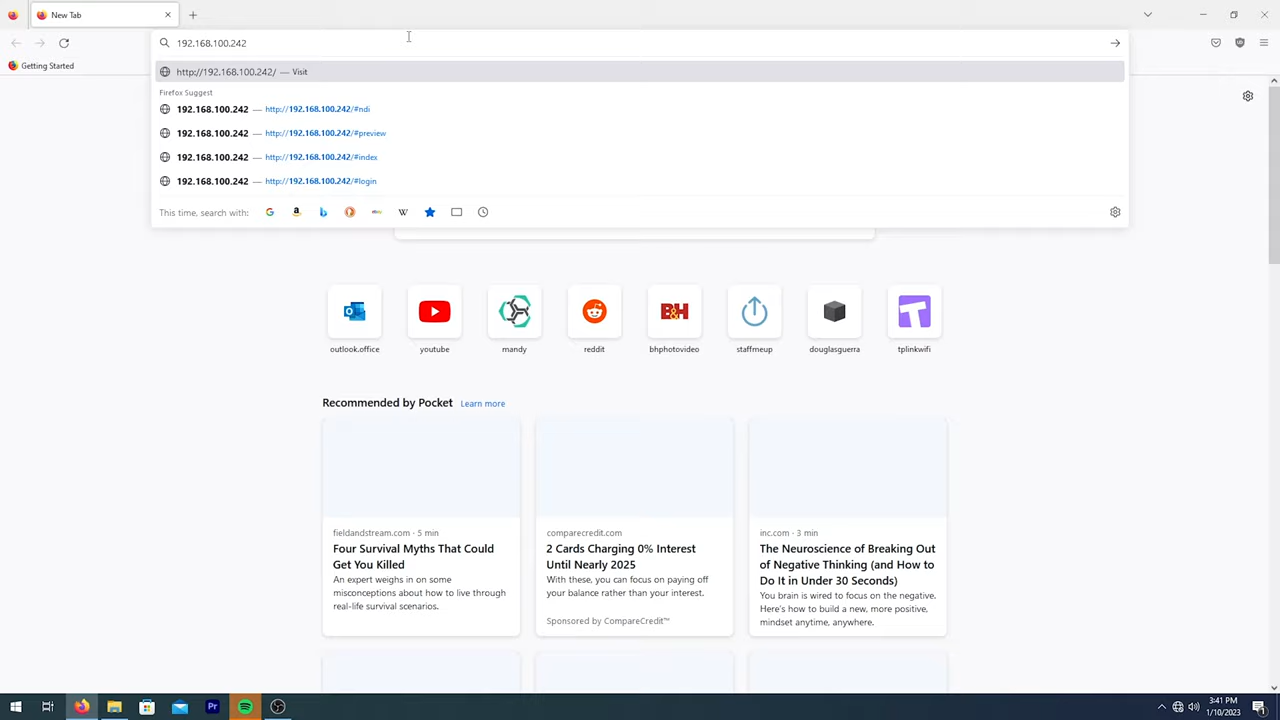 New Tab
192.168.100.242
http://192.168.100.242/ — Visit
Getting Started
Firefox Suggest
192.168.100.242 — http://192.168.100.242/#ndi
192.168.100.242 — http://192.168.100.242/#preview
192.168.100.242 — http://192.168.100.242/#index
192.168.100.242 — http://192.168.100.242/#login
This time, search with:
outlook.office
youtube
mandy
reddit
bhphotovideo
staffmeup
douglasguerra
tplinkwifi
Recommended by Pocket Learn more
fieldandstream.com · 5 min
Four Survival Myths That Could
Get You Killed
An expert weighs in on some
misconceptions about how to live through
real-life survival scenarios.
comparecredit.com
2 Cards Charging 0% Interest
Until Nearly 2025
With these, you can focus on paying off
your balance rather than your interest.
Sponsored by CompareCredit™
inc.com · 3 min
The Neuroscience of Breaking Out
of Negative Thinking (and How to
Do It in Under 30 Seconds)
You brain is wired to focus on the negative.
Here's how to build a new, more positive,
mindset anytime, anywhere.
3:41 PM
1/10/2023